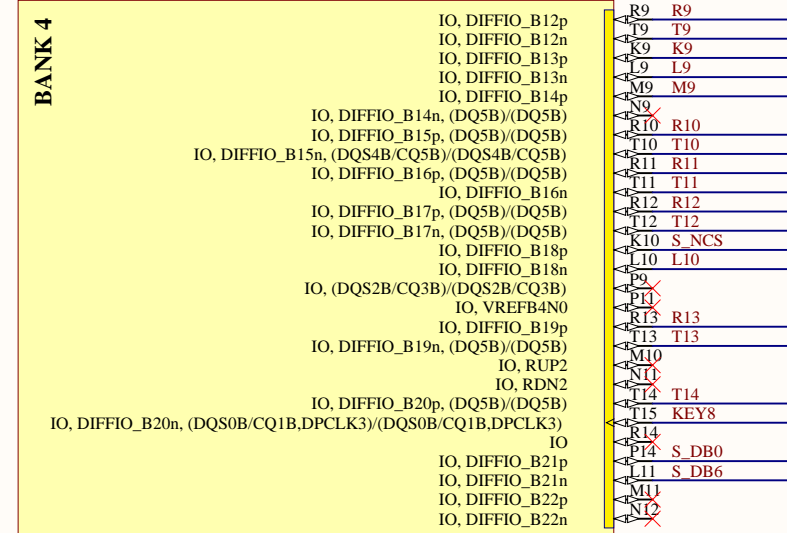 BANK 4
IO, DIFFIO_B12p R9 R9
IO, DIFFIO_B12n T9 T9
IO, DIFFIO_B13p K9 K9
IO, DIFFIO_B13n L9 L9
IO, DIFFIO_B14p M9 M9
IO, DIFFIO_B14n, (DQ5B)/(DQ5B) N9
IO, DIFFIO_B15p, (DQ5B)/(DQ5B) R10 R10
IO, DIFFIO_B15n, (DQS4B/CQ5B)/(DQS4B/CQ5B) T10 T10
IO, DIFFIO_B16p, (DQ5B)/(DQ5B) R11 R11
IO, DIFFIO_B16n T11 T11
IO, DIFFIO_B17p, (DQ5B)/(DQ5B) R12 R12
IO, DIFFIO_B17n, (DQ5B)/(DQ5B) T12 T12
IO, DIFFIO_B18p K10 S_NCS
IO, DIFFIO_B18n L10 L10
IO, (DQS2B/CQ3B)/(DQS2B/CQ3B) P9
IO, VREFB4N0 P11
IO, DIFFIO_B19p R13 R13
IO, DIFFIO_B19n, (DQ5B)/(DQ5B) T13 T13
IO, RUP2 M10
IO, RDN2 N11
IO, DIFFIO_B20p, (DQ5B)/(DQ5B) T14 T14
IO, DIFFIO_B20n, (DQS0B/CQ1B,DPCLK3)/(DQS0B/CQ1B,DPCLK3) T15 KEY8
IO R14
IO, DIFFIO_B21p P14 S_DB0
IO, DIFFIO_B21n L11 S_DB6
IO, DIFFIO_B22p M11
IO, DIFFIO_B22n N12